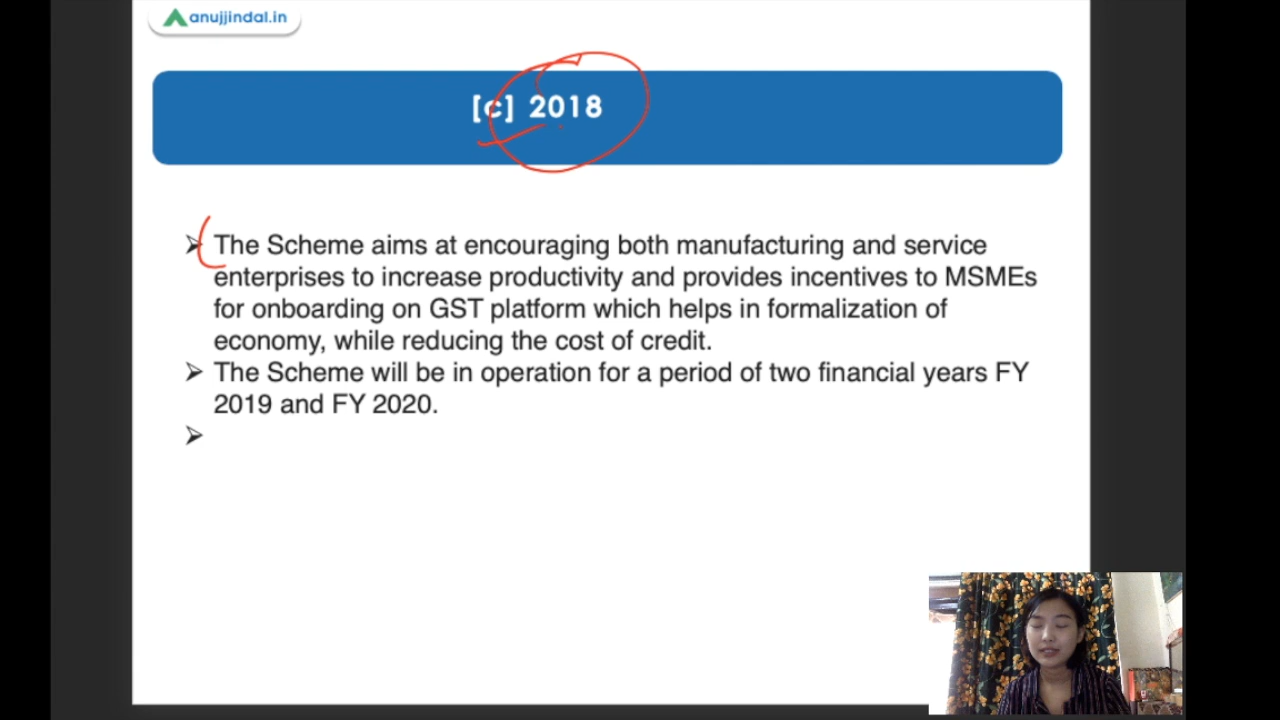 anujjindal.in
[c] 2018
➤ The Scheme aims at encouraging both manufacturing and service
enterprises to increase productivity and provides incentives to MSMEs
for onboarding on GST platform which helps in formalization of
economy, while reducing the cost of credit.
➤ The Scheme will be in operation for a period of two financial years FY
2019 and FY 2020.
➤